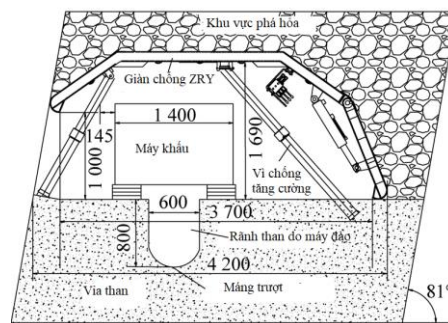 Khu vực phá hỏa
Giàn chống ZRY
145
1 400
1 000
Máy khấu
1 690
Vì chống
tăng cường
600
3 700
800
Rãnh than do máy đào
4 200
Vỉa than
Máng trượt
81°